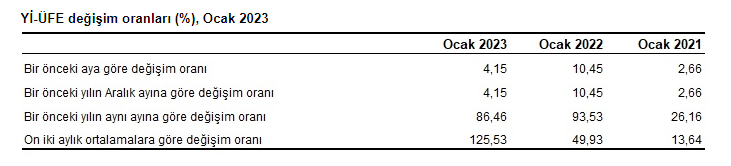 Yİ-ÜFE değişim oranları (%), Ocak 2023
Ocak 2023 Ocak 2022 Ocak 2021
Bir önceki aya göre değişim oranı 4,15 10,45 2,66
Bir önceki yılın Aralık ayına göre değişim oranı 4,15 10,45 2,66
Bir önceki yılın aynı ayına göre değişim oranı 86,46 93,53 26,16
On iki aylık ortalamalara göre değişim oranı 125,53 49,93 13,64